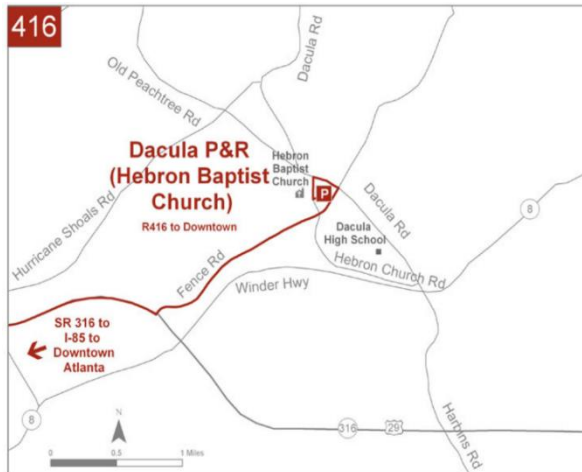 416
Old Peachtree Rd
Dacula Rd
Dacula P&R
(Hebron Baptist
Church)
R416 to Downtown
Hebron
Baptist
Church
P
Dacula Rd
8
Dacula
High School
Hurricane Shoals Rd
Hebron Church Rd
Fence Rd
Winder Hwy
SR 316 to
I-85 to
Downtown
Atlanta
8
N
316
29
Harbins Rd
0
0.5
1 Miles